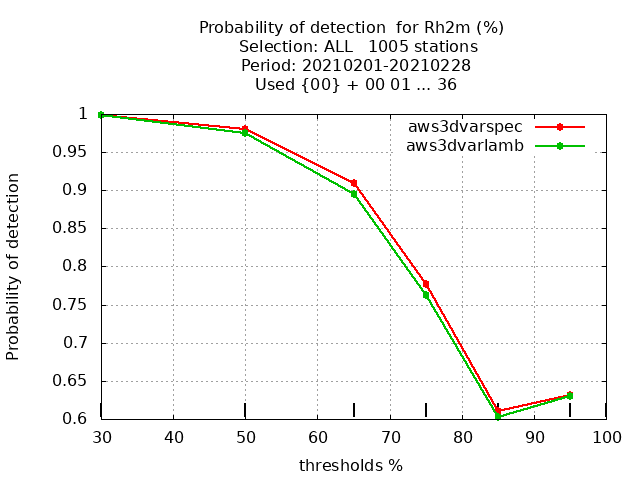 Probability of detection  for Rh2m (%)
Selection: ALL   1005 stations
Period: 20210201-20210228
Used {00} + 00 01 ... 36
aws3dvarspec
aws3dvarlamb
Probability of detection
1
0.95
0.9
0.85
0.8
0.75
0.7
0.65
0.6
30 40 50 60 70 80 90 100
thresholds %